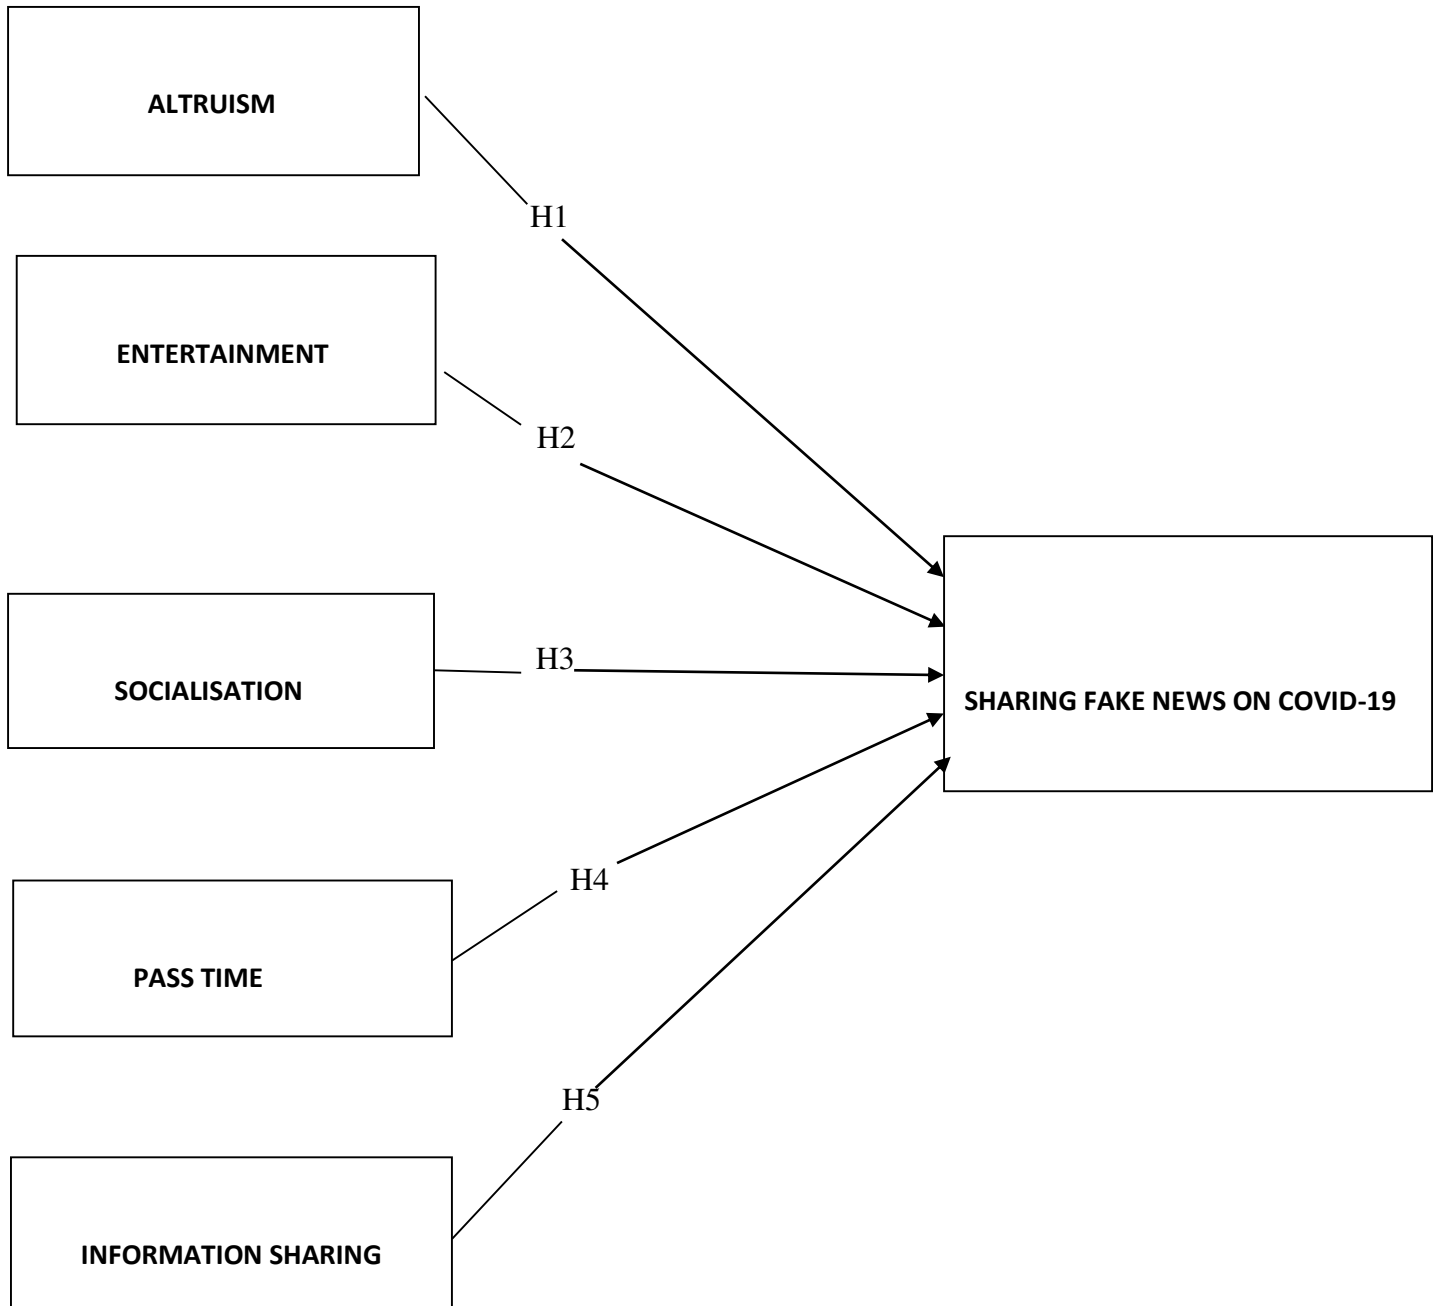 ALTRUISM
H1
ENTERTAINMENT
H2
SOCIALISATION
H3
SHARING FAKE NEWS ON COVID-19
H4
PASS TIME
H5
INFORMATION SHARING